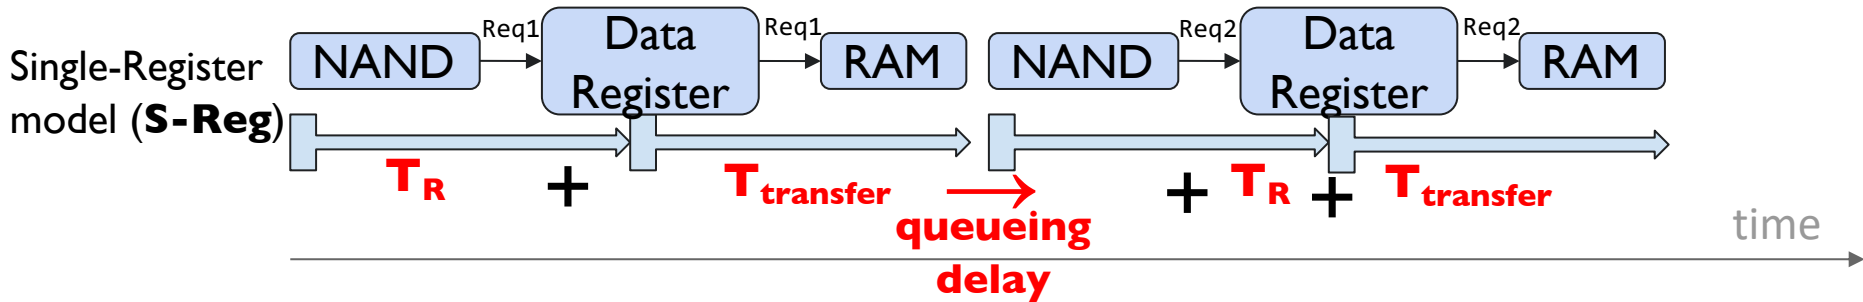 Single-Register
model (S-Reg)
NAND
Req1
Data
Register
Req1
RAM
NAND
Req2
Data
Register
Req2
RAM
TR
+
Ttransfer
queueing
delay
+
TR
+
Ttransfer
time